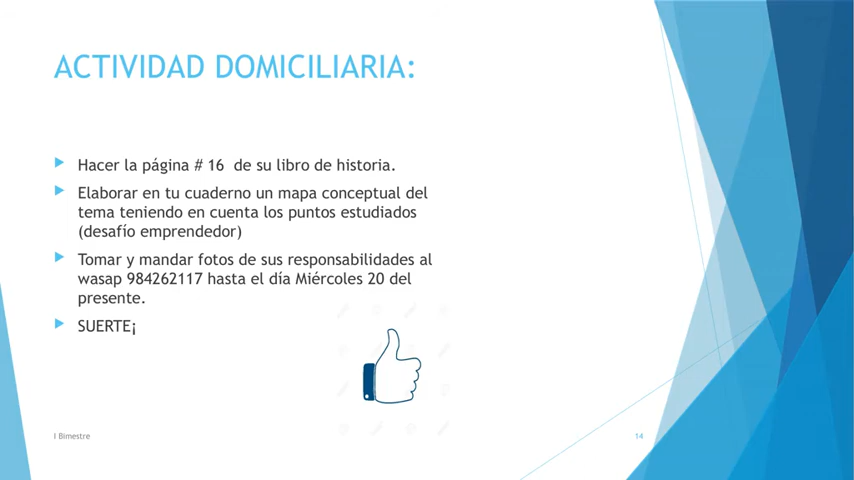 ACTIVIDAD DOMICILIARIA:
Hacer la página # 16 de su libro de historia.
Elaborar en tu cuaderno un mapa conceptual del
tema teniendo en cuenta los puntos estudiados
(desafío emprendedor)
Tomar y mandar fotos de sus responsabilidades al
wasap 984262117 hasta el día Miércoles 20 del
presente.
SUERTE¡
I Bimestre
14